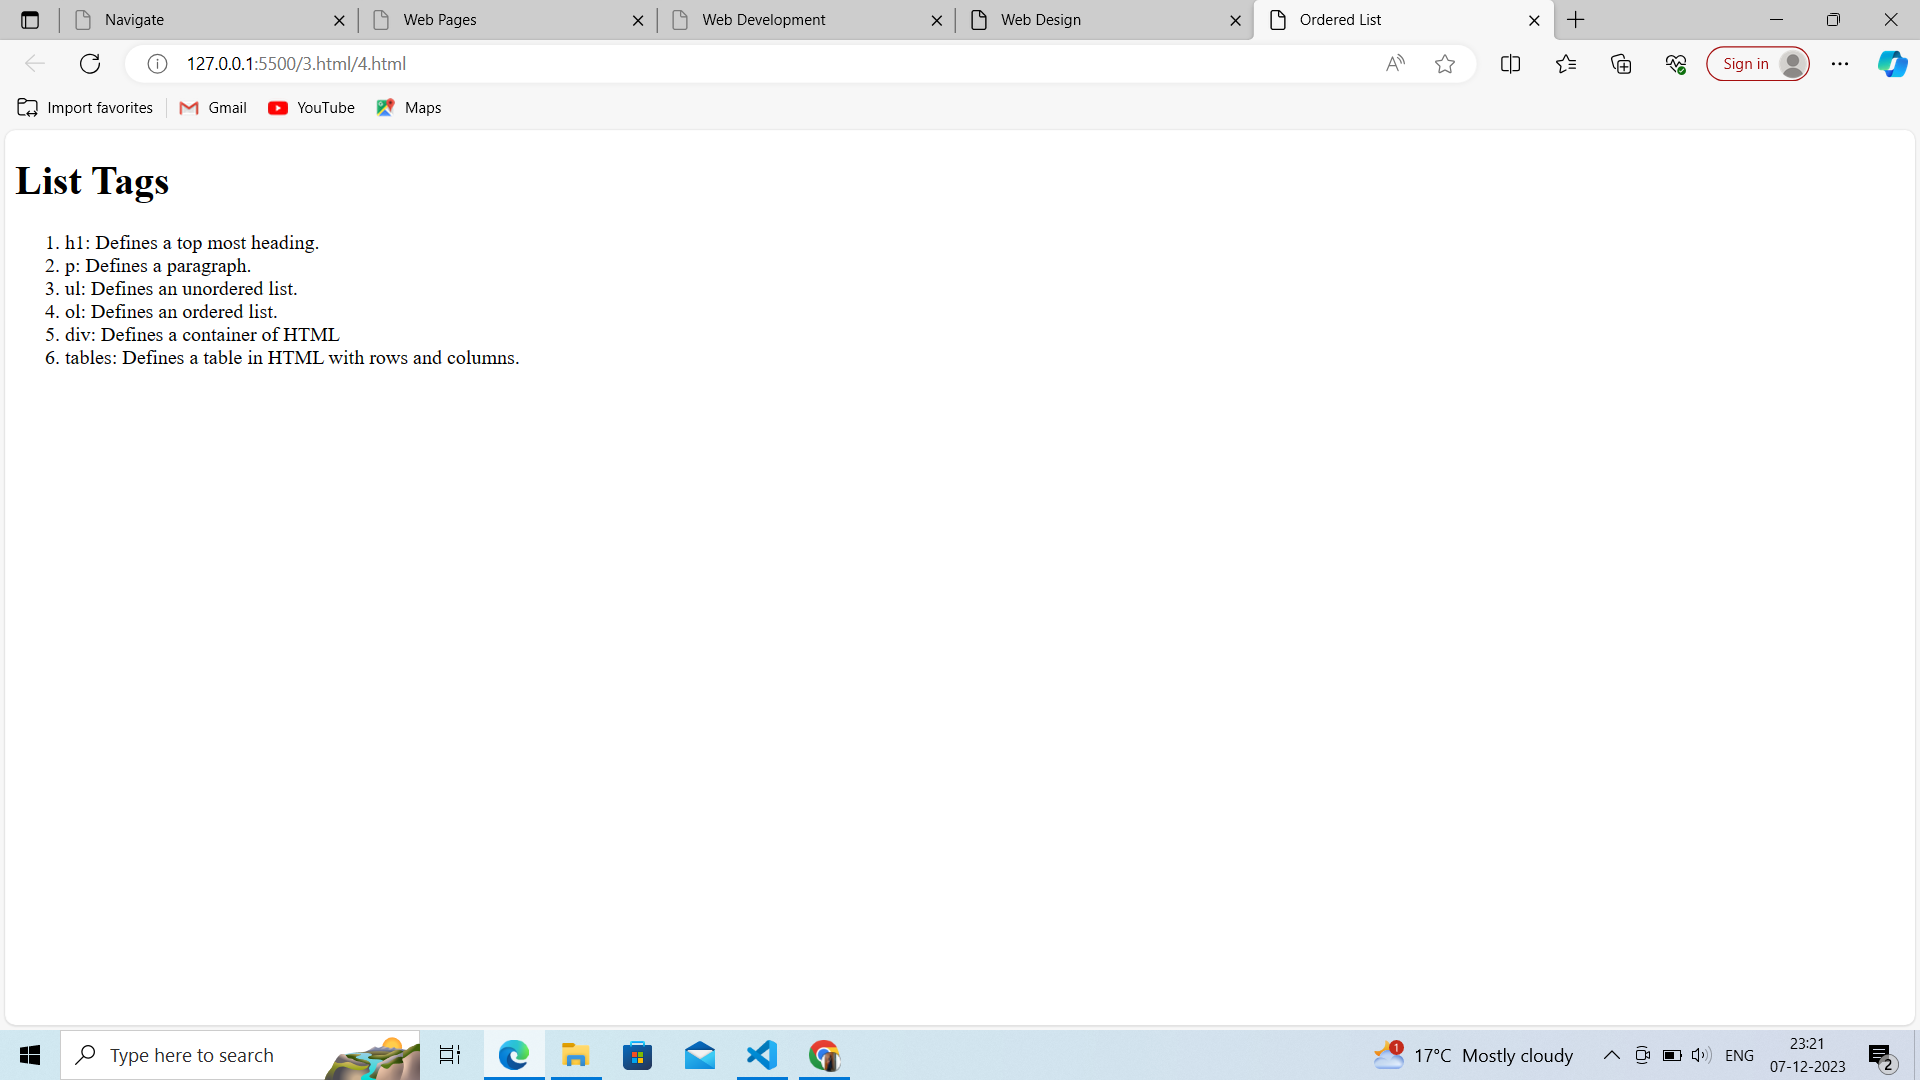 Navigate
Web Pages
Web Development
Web Design
Ordered List
127.0.0.1:5500/3.html/4.html
Sign in
Import favorites
Gmail
YouTube
Maps
List Tags
1. h1: Defines a top most heading.
2. p: Defines a paragraph.
3. ul: Defines an unordered list.
4. ol: Defines an ordered list.
5. div: Defines a container of HTML
6. tables: Defines a table in HTML with rows and columns.
Type here to search
1
17°C Mostly cloudy
ENG
23:21
07-12-2023
2